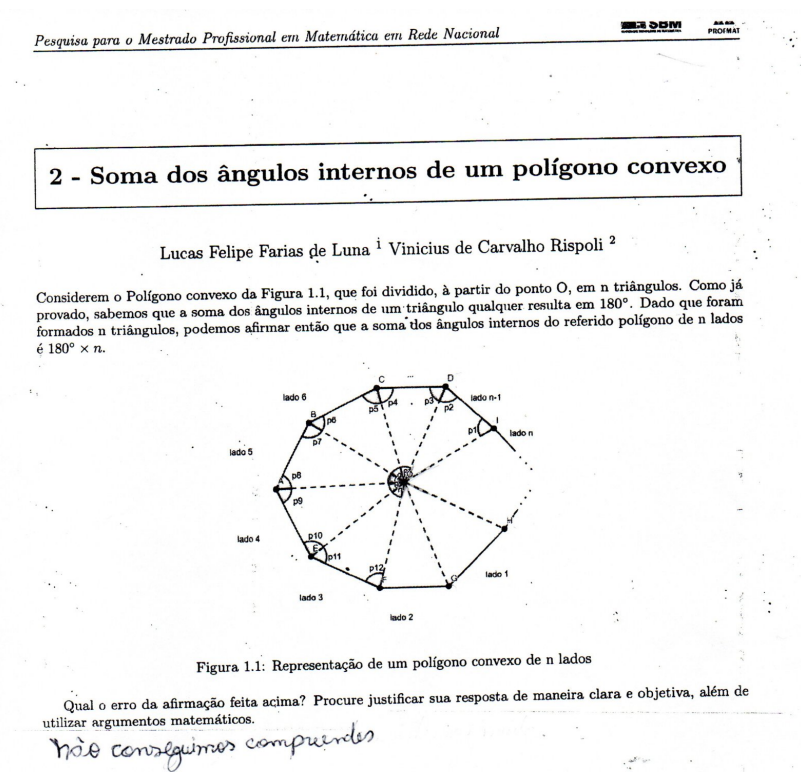 Pesquisa para o Mestrado Profissional em Matemática em Rede Nacional
SBM
PROFMAT
2 - Soma dos ângulos internos de um polígono convexo
Lucas Felipe Farias de Luna 1 Vinicius de Carvalho Rispoli 2
Considerem o Polígono convexo da Figura 1.1, que foi dividido, à partir do ponto O, em n triângulos. Como já
provado, sabemos que a soma dos ângulos internos de um triângulo qualquer resulta em 180°. Dado que foram
formados n triângulos, podemos afirmar então que a soma dos ângulos internos do referido polígono de n lados
é 180° × n.
C ... D
lado 6 p5 p4 p3 p2 lado n-1
B p6 I
p7 p1 lado n
lado 5
A p8
p9
H
lado 4 p10
E p11
p12
F G lado 1
lado 3
lado 2
Figura 1.1: Representação de um polígono convexo de n lados
Qual o erro da afirmação feita acima? Procure justificar sua resposta de maneira clara e objetiva, além de
utilizar argumentos matemáticos.
não conseguimos compreender